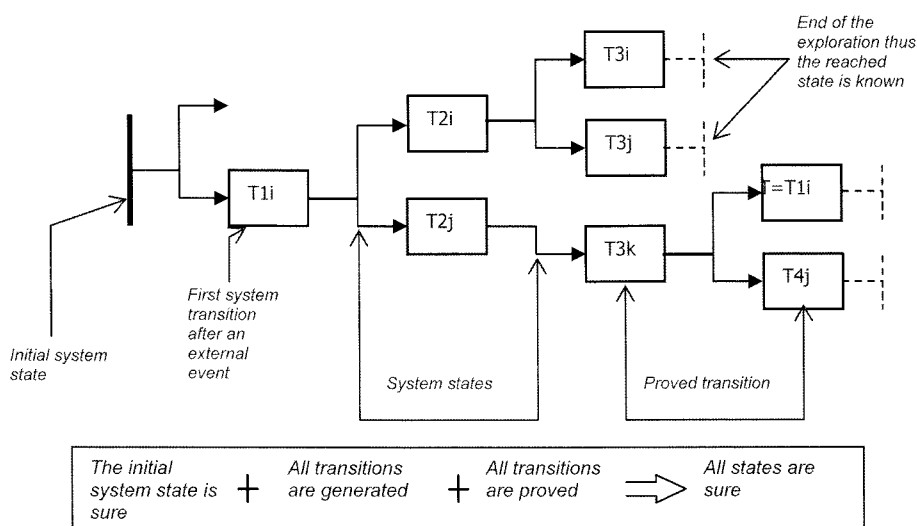 End of the
exploration thus
the reached
state is known
T3i
T2i
T3j
T1i
T=T1i
T2j
T3k
T4j
First system
transition
after an
external
event
Initial system
state
System states
Proved transition
The initial
system state is
sure
+
All transitions
are generated
+
All transitions
are proved
All states are
sure